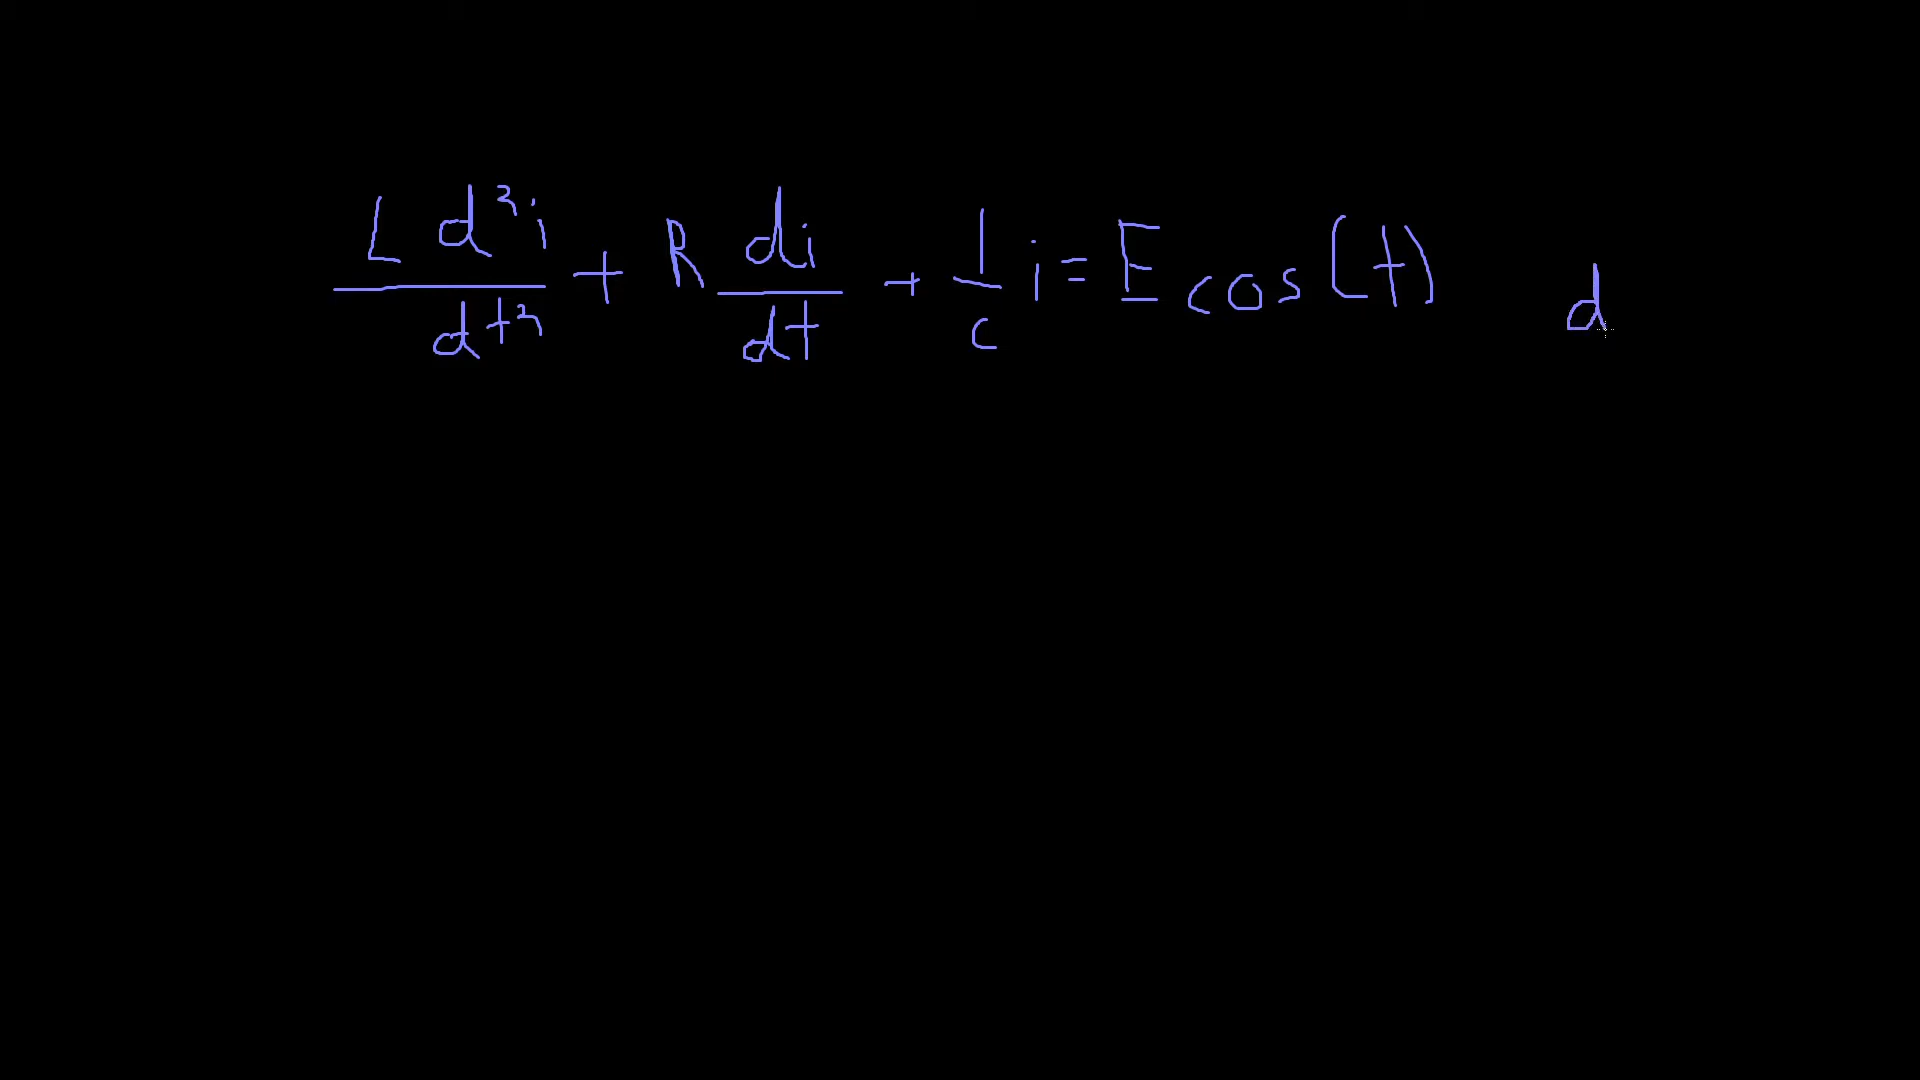 L d²i/dt² + R di/dt + 1/c i = E cos(t) d